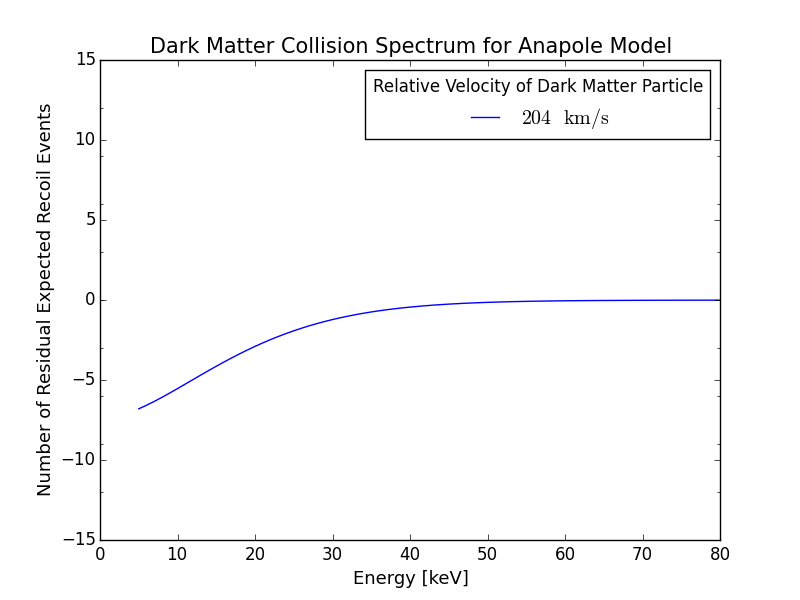 Dark Matter Collision Spectrum for Anapole Model
Relative Velocity of Dark Matter Particle
204 km/s
15
10
5
0
−5
−10
−15
Number of Residual Expected Recoil Events
0 10 20 30 40 50 60 70 80
Energy [keV]